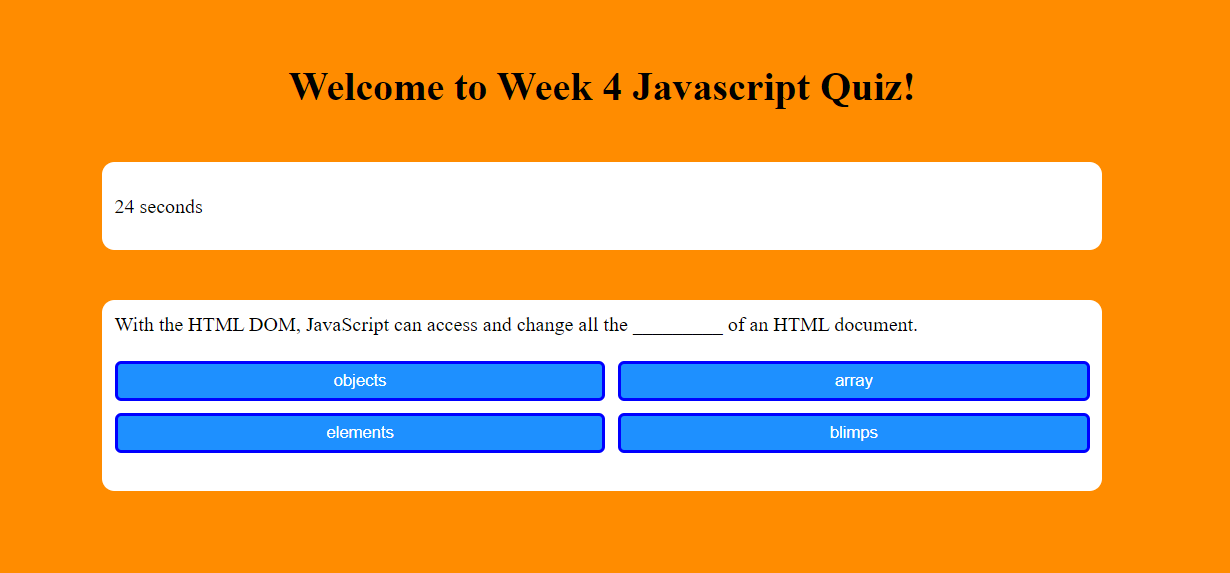 Welcome to Week 4 Javascript Quiz!
24 seconds
With the HTML DOM, JavaScript can access and change all the _________ of an HTML document.
objects
array
elements
blimps